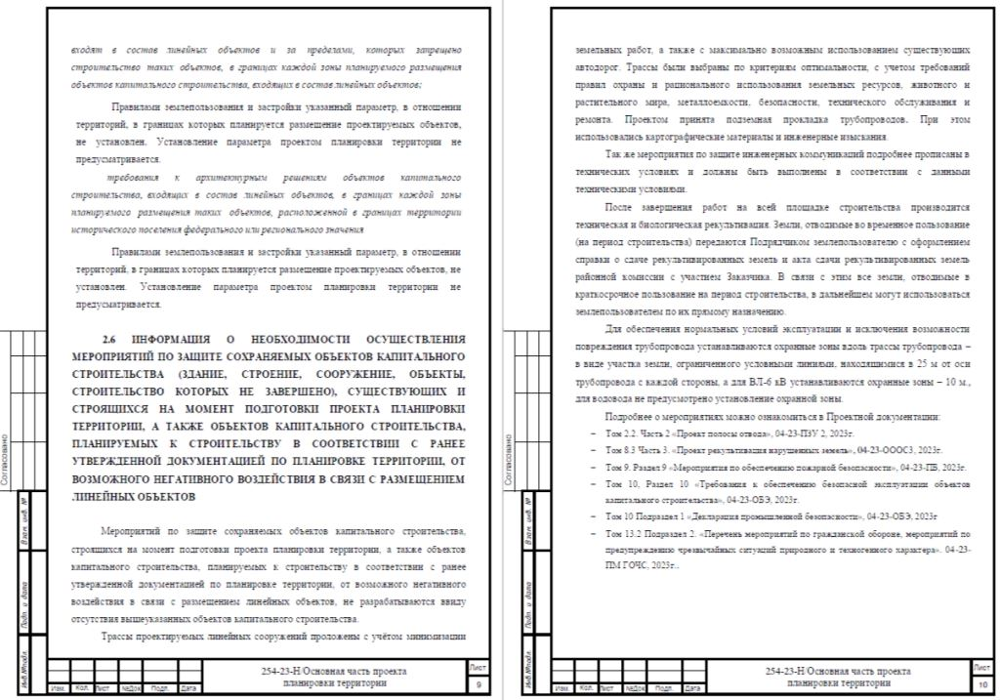 входят в состав линейных объектов и за пределами, которых запрещено
строительство таких объектов, в границах каждой зоны планируемого размещения
объектов капитального строительства, входящих в состав линейных объектов;
Правилами землепользования и застройки указанный параметр, в отношении
территорий, в границах которых планируется размещение проектируемых объектов,
не установлен. Установление параметра проектом планировки территории не
предусматривается.
требования к архитектурным решениям объектов капитального
строительства, входящих в состав линейных объектов, в границах каждой зоны
планируемого размещения таких объектов, расположенной в границах территории
исторического поселения федерального или регионального значения
Правилами землепользования и застройки указанный параметр, в отношении
территорий, в границах которых планируется размещение проектируемых объектов, не
установлен. Установление параметра проектом планировки территории не
предусматривается.
2.6 ИНФОРМАЦИЯ О НЕОБХОДИМОСТИ ОСУЩЕСТВЛЕНИЯ
МЕРОПРИЯТИЙ ПО ЗАЩИТЕ СОХРАНЯЕМЫХ ОБЪЕКТОВ КАПИТАЛЬНОГО
СТРОИТЕЛЬСТВА (ЗДАНИЕ, СТРОЕНИЕ, СООРУЖЕНИЕ, ОБЪЕКТЫ,
СТРОИТЕЛЬСТВО КОТОРЫХ НЕ ЗАВЕРШЕНО), СУЩЕСТВУЮЩИХ И
СТРОЯЩИХСЯ НА МОМЕНТ ПОДГОТОВКИ ПРОЕКТА ПЛАНИРОВКИ
ТЕРРИТОРИИ, А ТАКЖЕ ОБЪЕКТОВ КАПИТАЛЬНОГО СТРОИТЕЛЬСТВА,
ПЛАНИРУЕМЫХ К СТРОИТЕЛЬСТВУ В СООТВЕТСТВИИ С РАНЕЕ
УТВЕРЖДЕННОЙ ДОКУМЕНТАЦИЕЙ ПО ПЛАНИРОВКЕ ТЕРРИТОРИИ, ОТ
ВОЗМОЖНОГО НЕГАТИВНОГО ВОЗДЕЙСТВИЯ В СВЯЗИ С РАЗМЕЩЕНИЕМ
ЛИНЕЙНЫХ ОБЪЕКТОВ
Мероприятий по защите сохраняемых объектов капитального строительства,
строящихся на момент подготовки проекта планировки территории, а также объектов
капитального строительства, планируемых к строительству в соответствии с ранее
утвержденной документацией по планировке территории, от возможного негативного
воздействия в связи с размещением линейных объектов, не разрабатываются ввиду
отсутствия вышеуказанных объектов капитального строительства.
Трассы проектируемых линейных сооружений проложены с учётом минимизации
Согласовано
Взам. инв. №
Подп. и дата
Инв.№подл.
Изм.
Кол.
Лист
№Док
Подп.
Дата
254-23-Н/Основная часть проекта
планировки территории
Лист
9
земельных работ, а также с максимально возможным использованием существующих
автодорог. Трассы были выбраны по критериям оптимальности, с учетом требований
правил охраны и рационального использования земельных ресурсов, животного и
растительного мира, металлоемкости, безопасности, технического обслуживания и
ремонта. Проектом принята подземная прокладка трубопроводов. При этом
использовались картографические материалы и инженерные изыскания.
Так же мероприятия по защите инженерных коммуникаций подробнее прописаны в
технических условиях и должны быть выполнены в соответствии с данными
техническими условиями.
После завершения работ на всей площадке строительства производится
техническая и биологическая рекультивация. Земли, отводимые во временное пользование
(на период строительства) передаются Подрядчиком землепользователю с оформлением
справки о сдаче рекультивированных земель и акта сдачи рекультивированных земель
районной комиссии с участием Заказчика. В связи с этим все земли, отводимые в
краткосрочное пользование на период строительства, в дальнейшем могут использоваться
землепользователем по их прямому назначению.
Для обеспечения нормальных условий эксплуатации и исключения возможности
повреждения трубопровода устанавливаются охранные зоны вдоль трассы трубопровода –
в виде участка земли, ограниченного условными линиями, находящимися в 25 м от оси
трубопровода с каждой стороны, а для ВЛ-6 кВ устанавливаются охранные зоны – 10 м.,
для водовода не предусмотрено установление охранной зоны.
Подробнее о мероприятиях можно ознакомиться в Проектной документации:
– Том 2.2. Часть 2 «Проект полосы отвода», 04-23-ПЗУ 2, 2023г.
– Том 8.3 Часть 3. «Проект рекультивация нарушенных земель», 04-23-ОООС3, 2023г.
– Том 9. Раздел 9 «Мероприятия по обеспечению пожарной безопасности», 04-23-ПБ, 2023г.
– Том 10. Раздел 10 «Требования к обеспечению безопасной эксплуатации объектов
капитального строительства», 04-23-ОБЭ, 2023г.
– Том 10 Подраздел 1 «Декларация промышленной безопасности», 04-23-ОБЭ, 2023г
– Том 13.2 Подраздел 2. «Перечень мероприятий по гражданской обороне, мероприятий по
предупреждению чрезвычайных ситуаций природного и техногенного характера». 04-23-
ПМ ГОЧС, 2023г..
Согласовано
Взам. инв. №
Подп. и дата
Инв.№подл.
Изм.
Кол.
Лист
№Док
Подп.
Дата
254-23-Н/Основная часть проекта
планировки территории
Лист
10